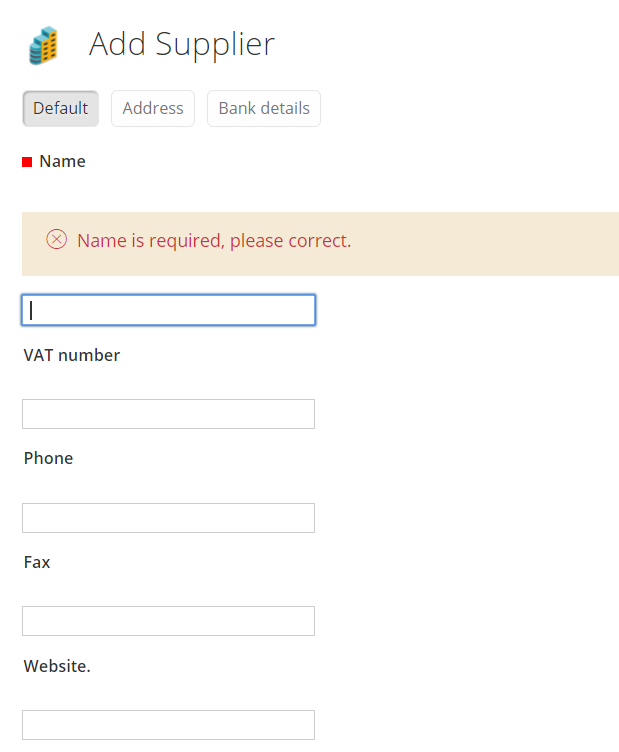 Add Supplier
Default Address Bank details
Name
Name is required, please correct.
VAT number
Phone
Fax
Website.